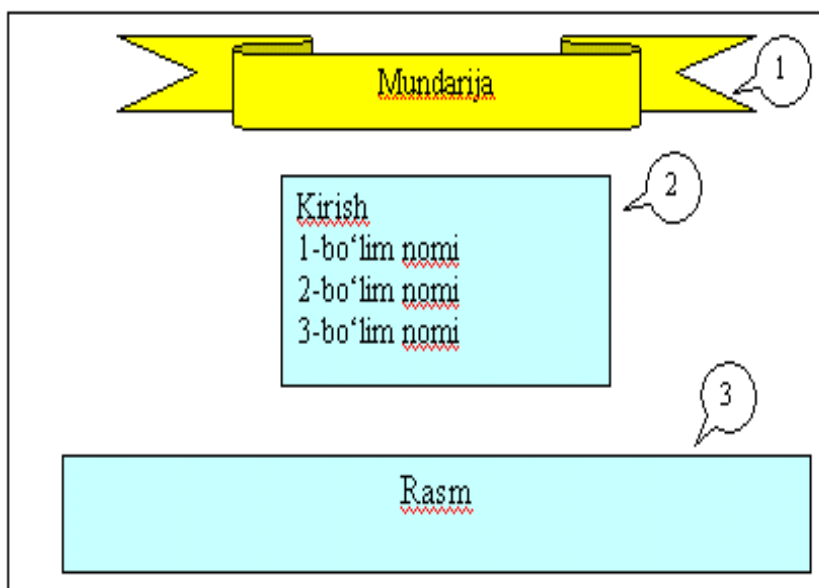 Mundarija
1
2
Kirish
1-bo‘lim nomi
2-bo‘lim nomi
3-bo‘lim nomi
3
Rasm